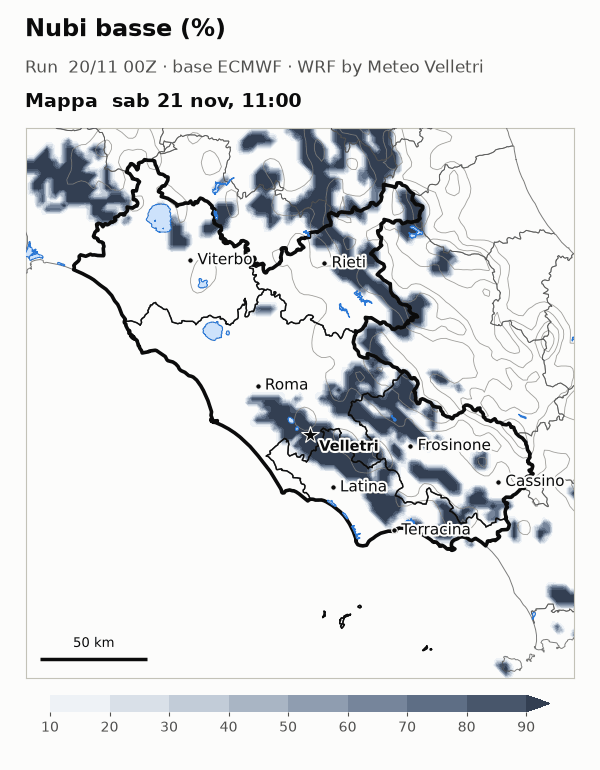 Nubi basse (%)
Run  20/11 00Z · base ECMWF · WRF by Meteo Velletri
Mappa  sab 21 nov, 11:00
Viterbo
Rieti
Roma
Velletri
Frosinone
Latina
Cassino
Terracina
50 km
10 20 30 40 50 60 70 80 90